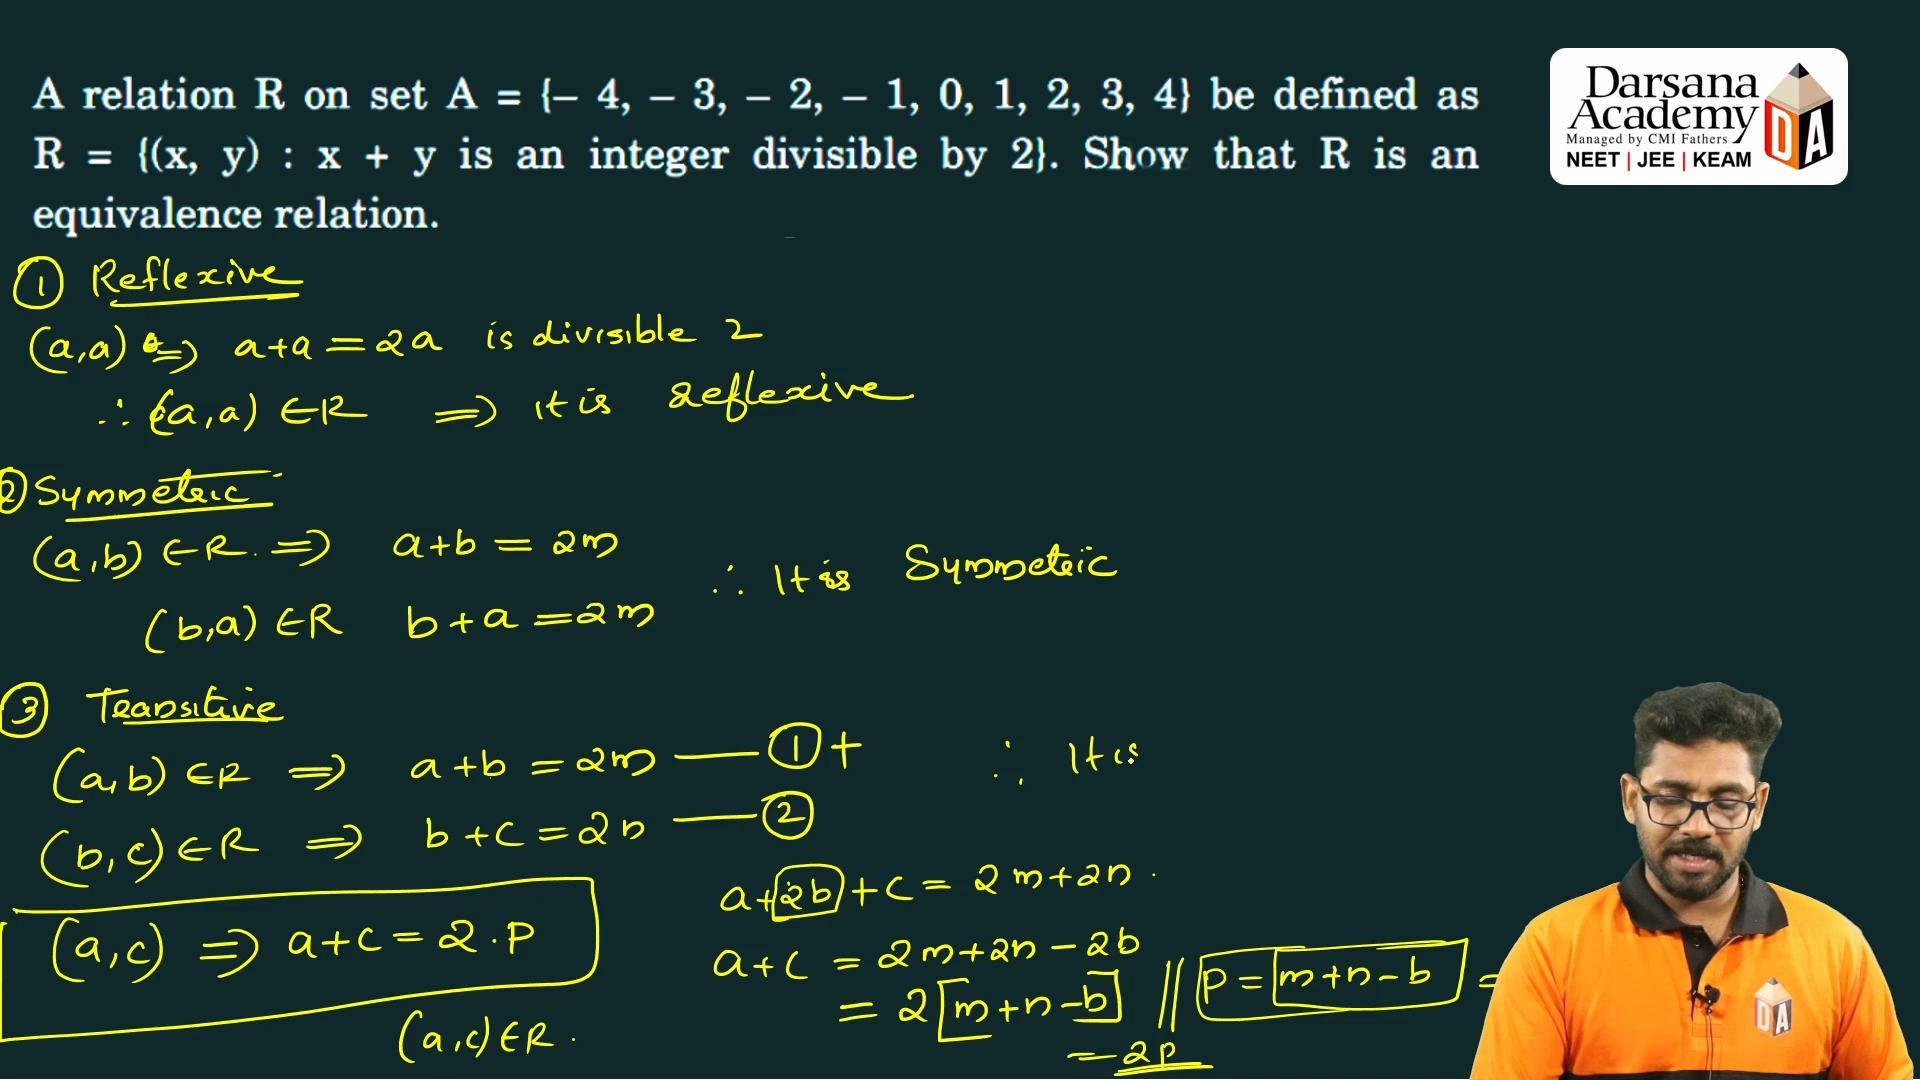 A relation R on set A = {– 4, – 3, – 2, – 1, 0, 1, 2, 3, 4} be defined as
R = {(x, y) : x + y is an integer divisible by 2}. Show that R is an
equivalence relation.
Darsana
Academy
Managed by CMI Fathers
NEET | JEE | KEAM
DA
① Reflexive
(a,a) ⇒ a+a = 2a is divisible 2
∴ (a,a) ∈R ⇒ it is reflexive
② Symmetric
(a,b) ∈R. ⇒ a+b = 2m
(b,a) ∈R b+a = 2m
∴ It is Symmetric
③ Transitive
(a,b) ∈R ⇒ a+b = 2m — ① +
(b,c) ∈R ⇒ b+c = 2n — ②
(a,c) ⇒ a+c = 2·P
(a,c) ∈R.
∴ It is
a+2b+c = 2m+2n.
a+c = 2m+2n-2b
= 2[m+n-b] || P = m+n-b =
= 2P
DA